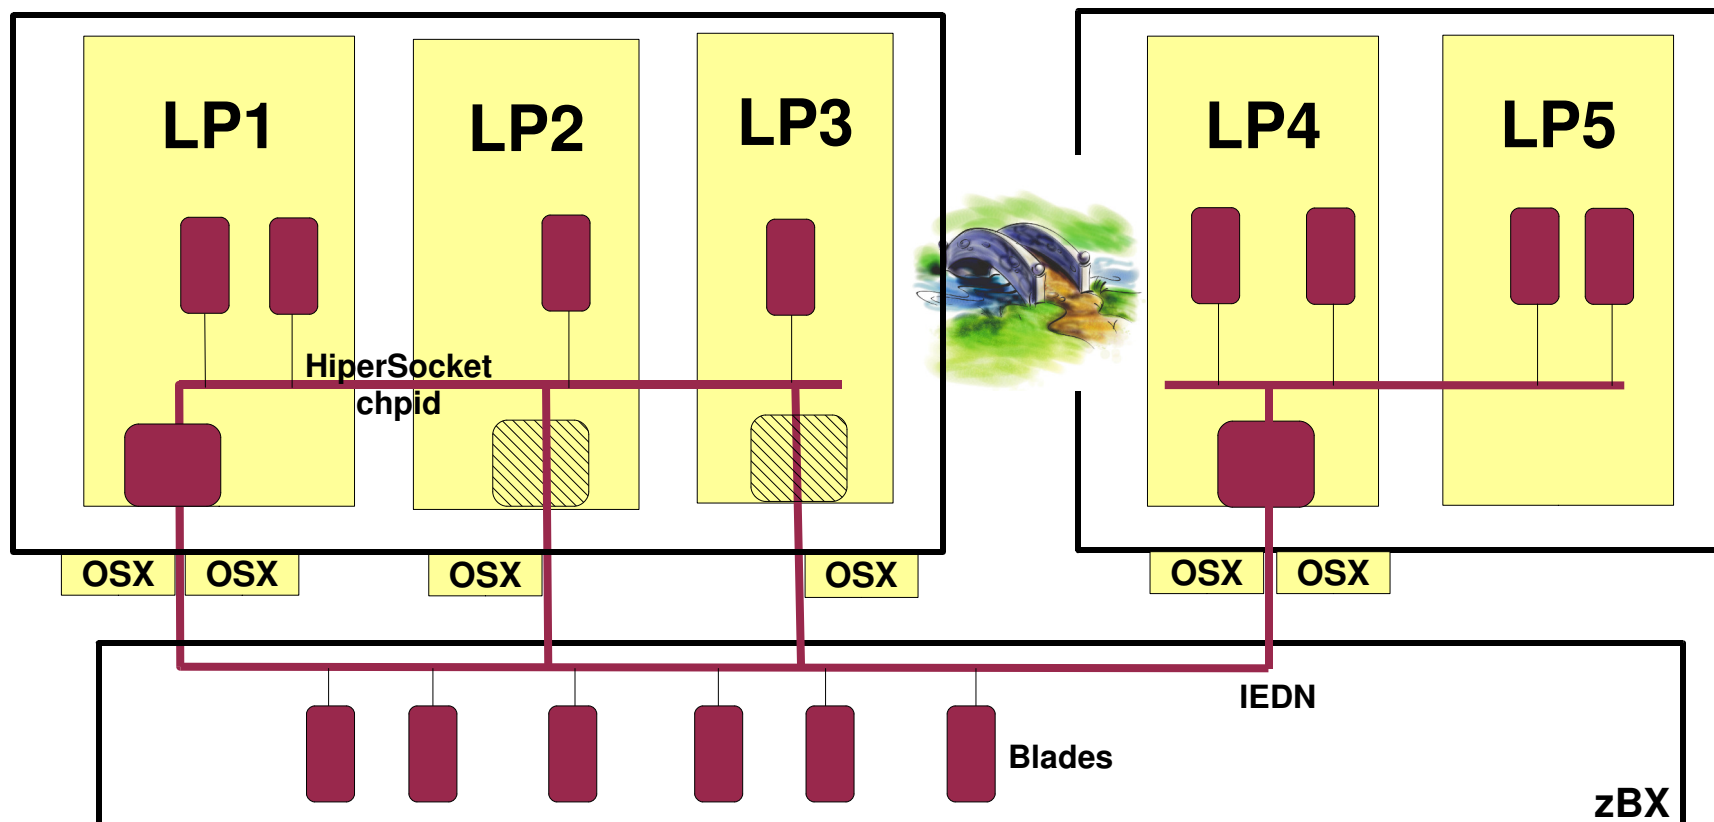 LP1
LP2
LP3
LP4
LP5
HiperSocket
chpid
OSX
OSX
OSX
OSX
OSX
OSX
IEDN
Blades
zBX